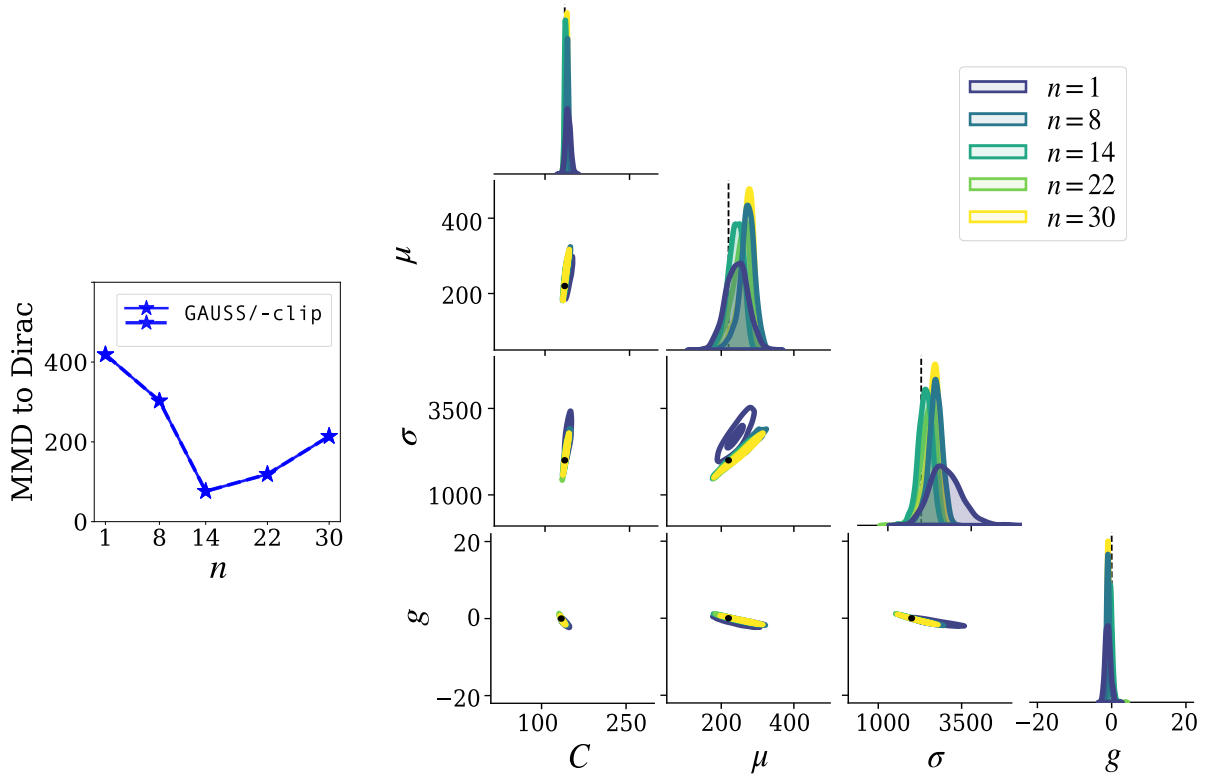 MMD to Dirac
400
200
0
GAUSS/-clip
1 8 14 22 30
n
n = 1
n = 8
n = 14
n = 22
n = 30
μ
400
200
σ
3500
1000
g
20
0
−20
100 250
200 400
1000 3500
−20 0 20
C μ σ g